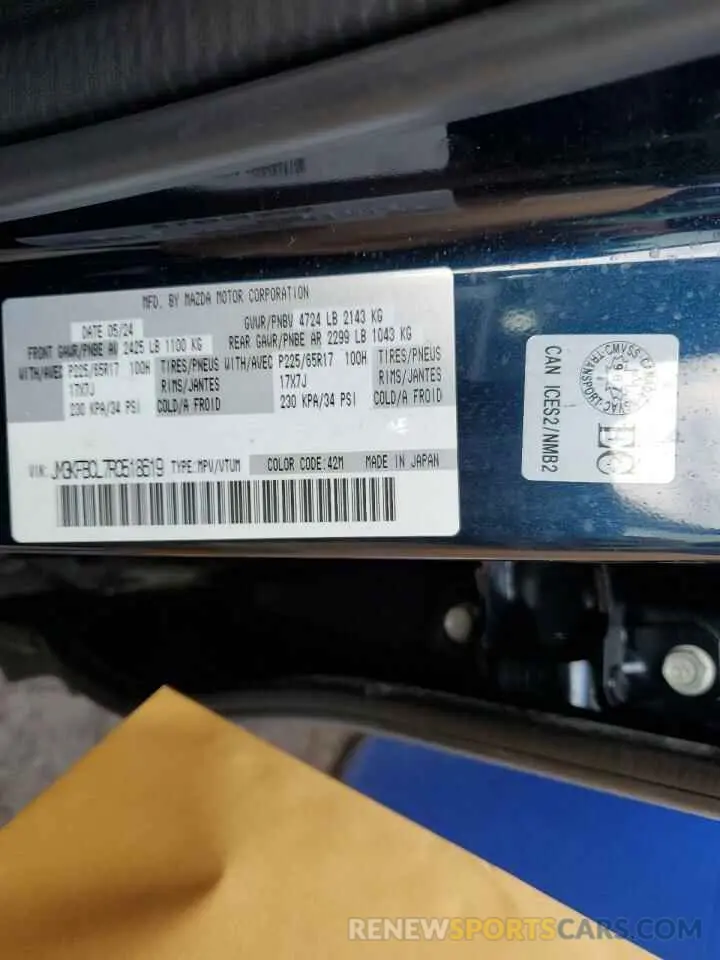 MFD. BY MAZDA MOTOR CORPORATION
DATE 05/24
GVWR/PNBV 4724 LB 2143 KG
FRONT GAWR/PNBE AV 2425 LB 1100 KG
REAR GAWR/PNBE AR 2299 LB 1043 KG
WITH/AVEC P225/65R17 100H TIRES/PNEUS
17X7J RIMS/JANTES
230 KPA/34 PSI COLD/A FROID
WITH/AVEC P225/65R17 100H TIRES/PNEUS
17X7J RIMS/JANTES
230 KPA/34 PSI COLD/A FROID
VIN: JM3KFBCL7R0518619 TYPE:MPV/VTUM COLOR CODE:42M MADE IN JAPAN
CAN ICES2/NMB2
EC
RENEWSPORTSCARS.COM